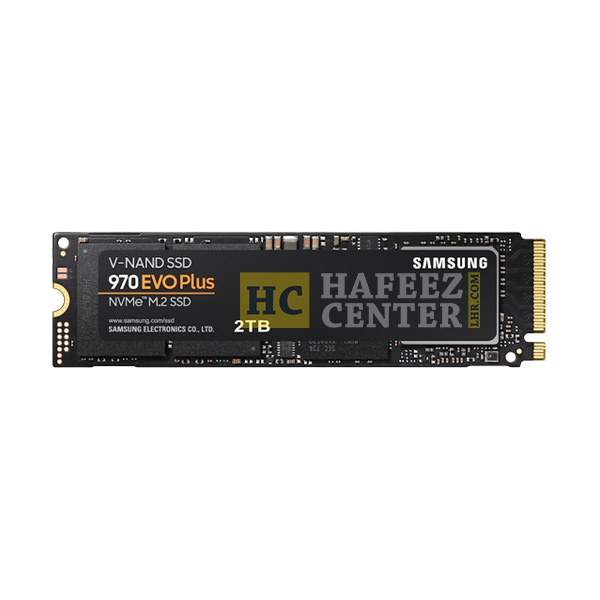 V-NAND SSD
SAMSUNG
970 EVO Plus
NVMe™ M.2 SSD
www.samsung.com/ssd
SAMSUNG ELECTRONICS CO., LTD.
2TB
HC
HAFEEZ
CENTER
LHR.COM